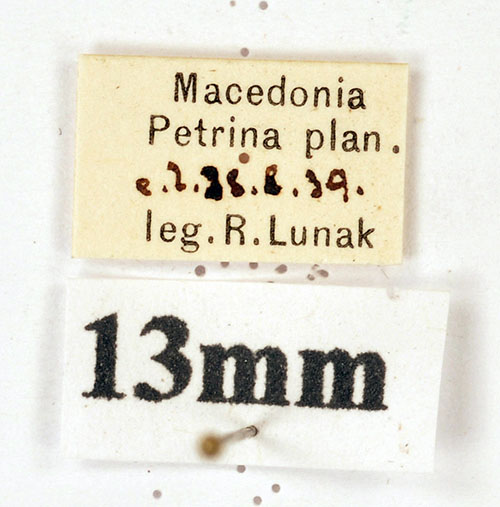 Macedonia
Petrina plan.
e.l.
leg. R. Lunak
13mm